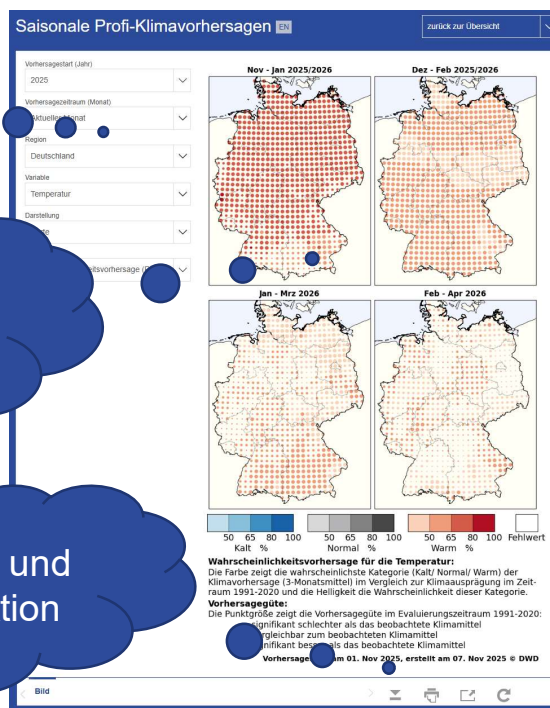 Saisonale Profi-Klimavorhersagen EN
zurück zur Übersicht
Vorhersagestart (Jahr)
2025
Vorhersagezeitraum (Monat)
Aktueller Monat
Region
Deutschland
Variable
Temperatur
Darstellung
Nov - Jan 2025/2026
Dez - Feb 2025/2026
Jan - Mrz 2026
Feb - Apr 2026
und
50 65 80 100
Kalt %
50 65 80 100
Normal %
50 65 80 100
Warm %
Fehlwert
Wahrscheinlichkeitsvorhersage für die Temperatur:
Die Farbe zeigt die wahrscheinlichste Kategorie (Kalt/ Normal/ Warm) der
Klimavorhersage (3-Monatsmittel) im Vergleich zur Klimaausprägung im Zeit-
raum 1991-2020 und die Helligkeit die Wahrscheinlichkeit dieser Kategorie.
Vorhersagegüte:
Die Punktgröße zeigt die Vorhersagegüte im Evaluierungszeitraum 1991-2020:
signifikant schlechter als das beobachtete Klimamittel
vergleichbar zum beobachteten Klimamittel
signifikant besser als das beobachtete Klimamittel
am 01. Nov 2025, erstellt am 07. Nov 2025 © DWD
Bild